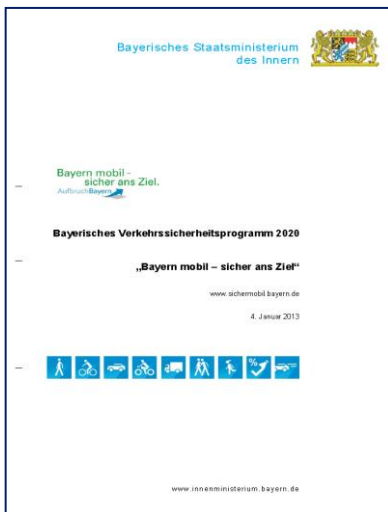 Bayerisches Staatsministerium
des Innern
Bayern mobil -
sicher ans Ziel.
AufbruchBayern
Bayerisches Verkehrssicherheitsprogramm 2020
„Bayern mobil – sicher ans Ziel“
www.sichermobil.bayern.de
4. Januar 2013
%
www.innenministerium.bayern.de